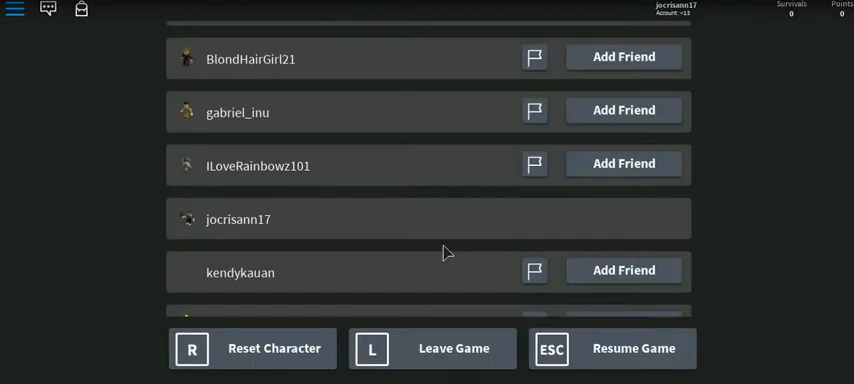 jocrisann17
Account: <13
Survivals
0
Points
0
BlondHairGirl21
Add Friend
gabriel_inu
Add Friend
ILoveRainbowz101
Add Friend
jocrisann17
kendykauan
Add Friend
R Reset Character
L Leave Game
ESC Resume Game